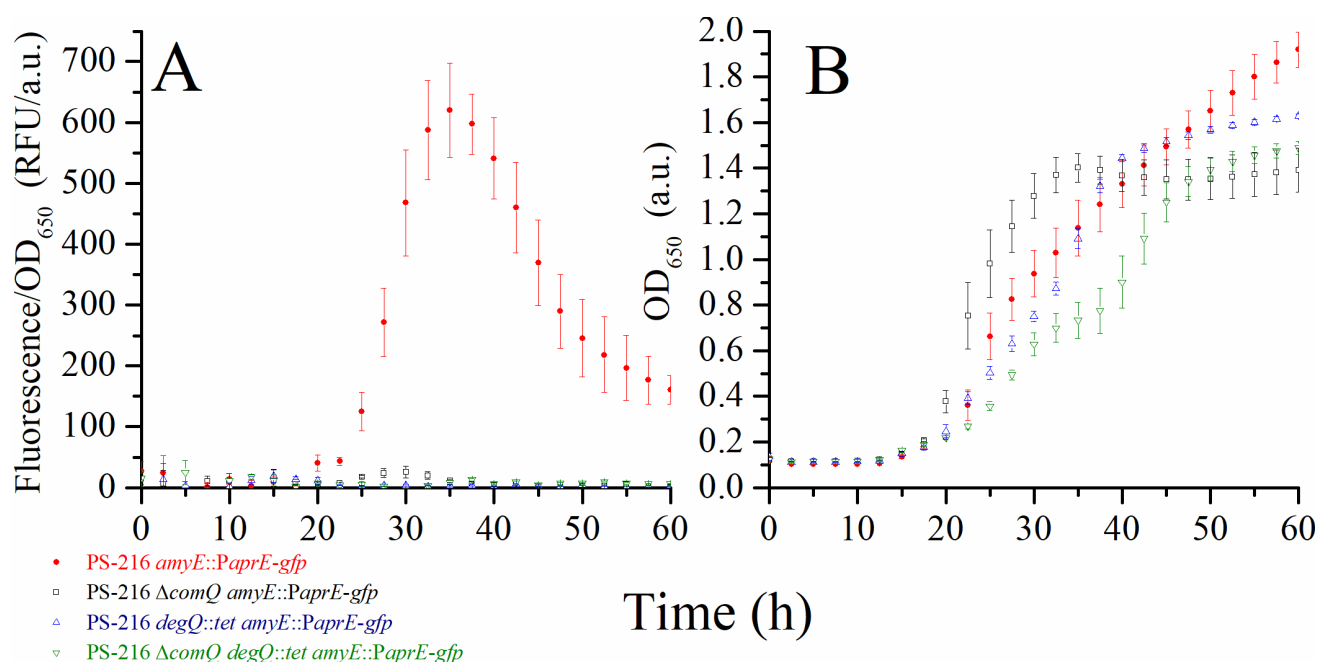 A
B
Fluorescence/OD650 (RFU/a.u.)
700
600
500
400
300
200
100
0
0 10 20 30 40 50 60
OD650 (a.u.)
2.0
1.8
1.6
1.4
1.2
1.0
0.8
0.6
0.4
0.2
0.0
0 10 20 30 40 50 60
Time (h)
PS-216 amyE::PaprE-gfp
PS-216 ΔcomQ amyE::PaprE-gfp
PS-216 degQ::tet amyE::PaprE-gfp
PS-216 ΔcomQ degQ::tet amyE::PaprE-gfp